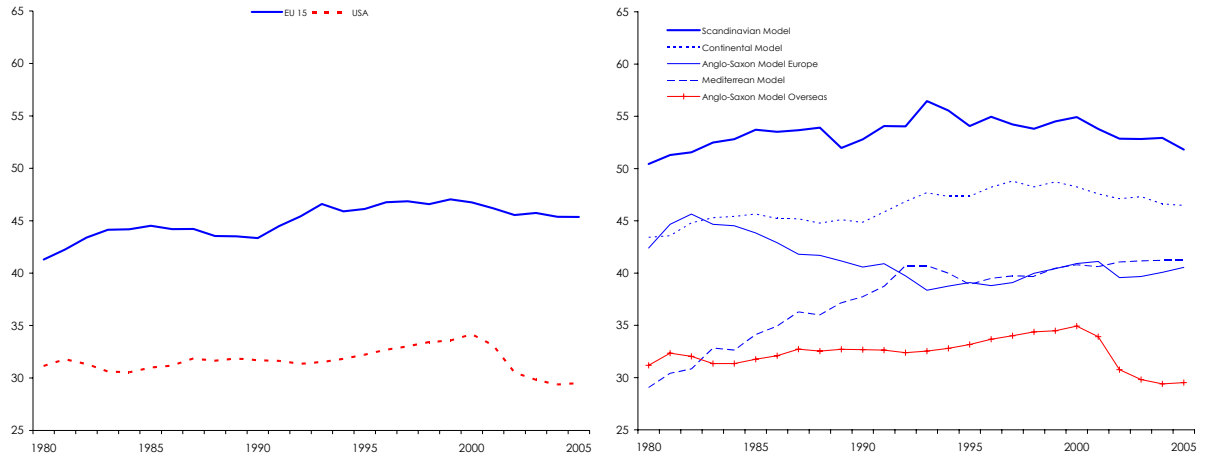 EU 15 USA
65
60
55
50
45
40
35
30
25
1980 1985 1990 1995 2000 2005
65
60
55
50
45
40
35
30
25
Scandinavian Model
Continental Model
Anglo-Saxon Model Europe
Mediterrean Model
Anglo-Saxon Model Overseas
1980 1985 1990 1995 2000 2005